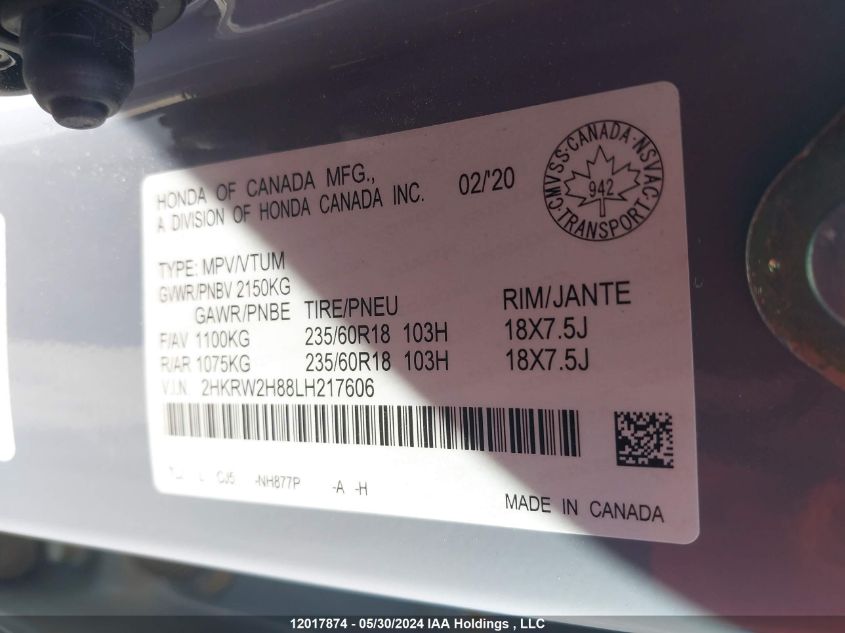 HONDA OF CANADA MFG., 02/'20
A DIVISION OF HONDA CANADA INC.
CMVSS·CANADA·NSVAC
942
·TRANSPORT·
TYPE: MPV/VTUM
GVWR/PNBV 2150KG
GAWR/PNBE TIRE/PNEU RIM/JANTE
F/AV 1100KG 235/60R18 103H 18X7.5J
R/AR 1075KG 235/60R18 103H 18X7.5J
V.I.N. 2HKRW2H88LH217606
CJ5 -NH877P -A -H
MADE IN CANADA
12017874 - 05/30/2024 IAA Holdings , LLC